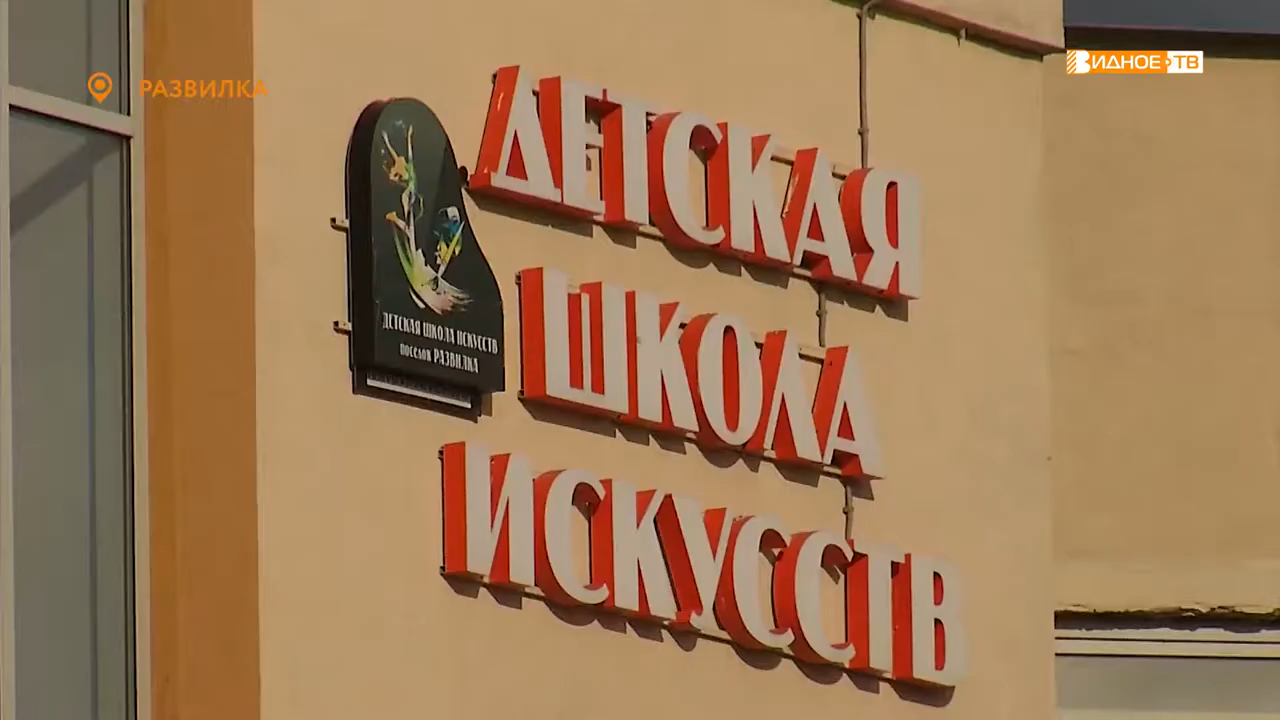 РАЗВИЛКА
ВИДНОЕ ТВ
ДЕТСКАЯ
ШКОЛА
ИСКУССТВ
ДЕТСКАЯ ШКОЛА ИСКУССТВ
поселок РАЗВИЛКА